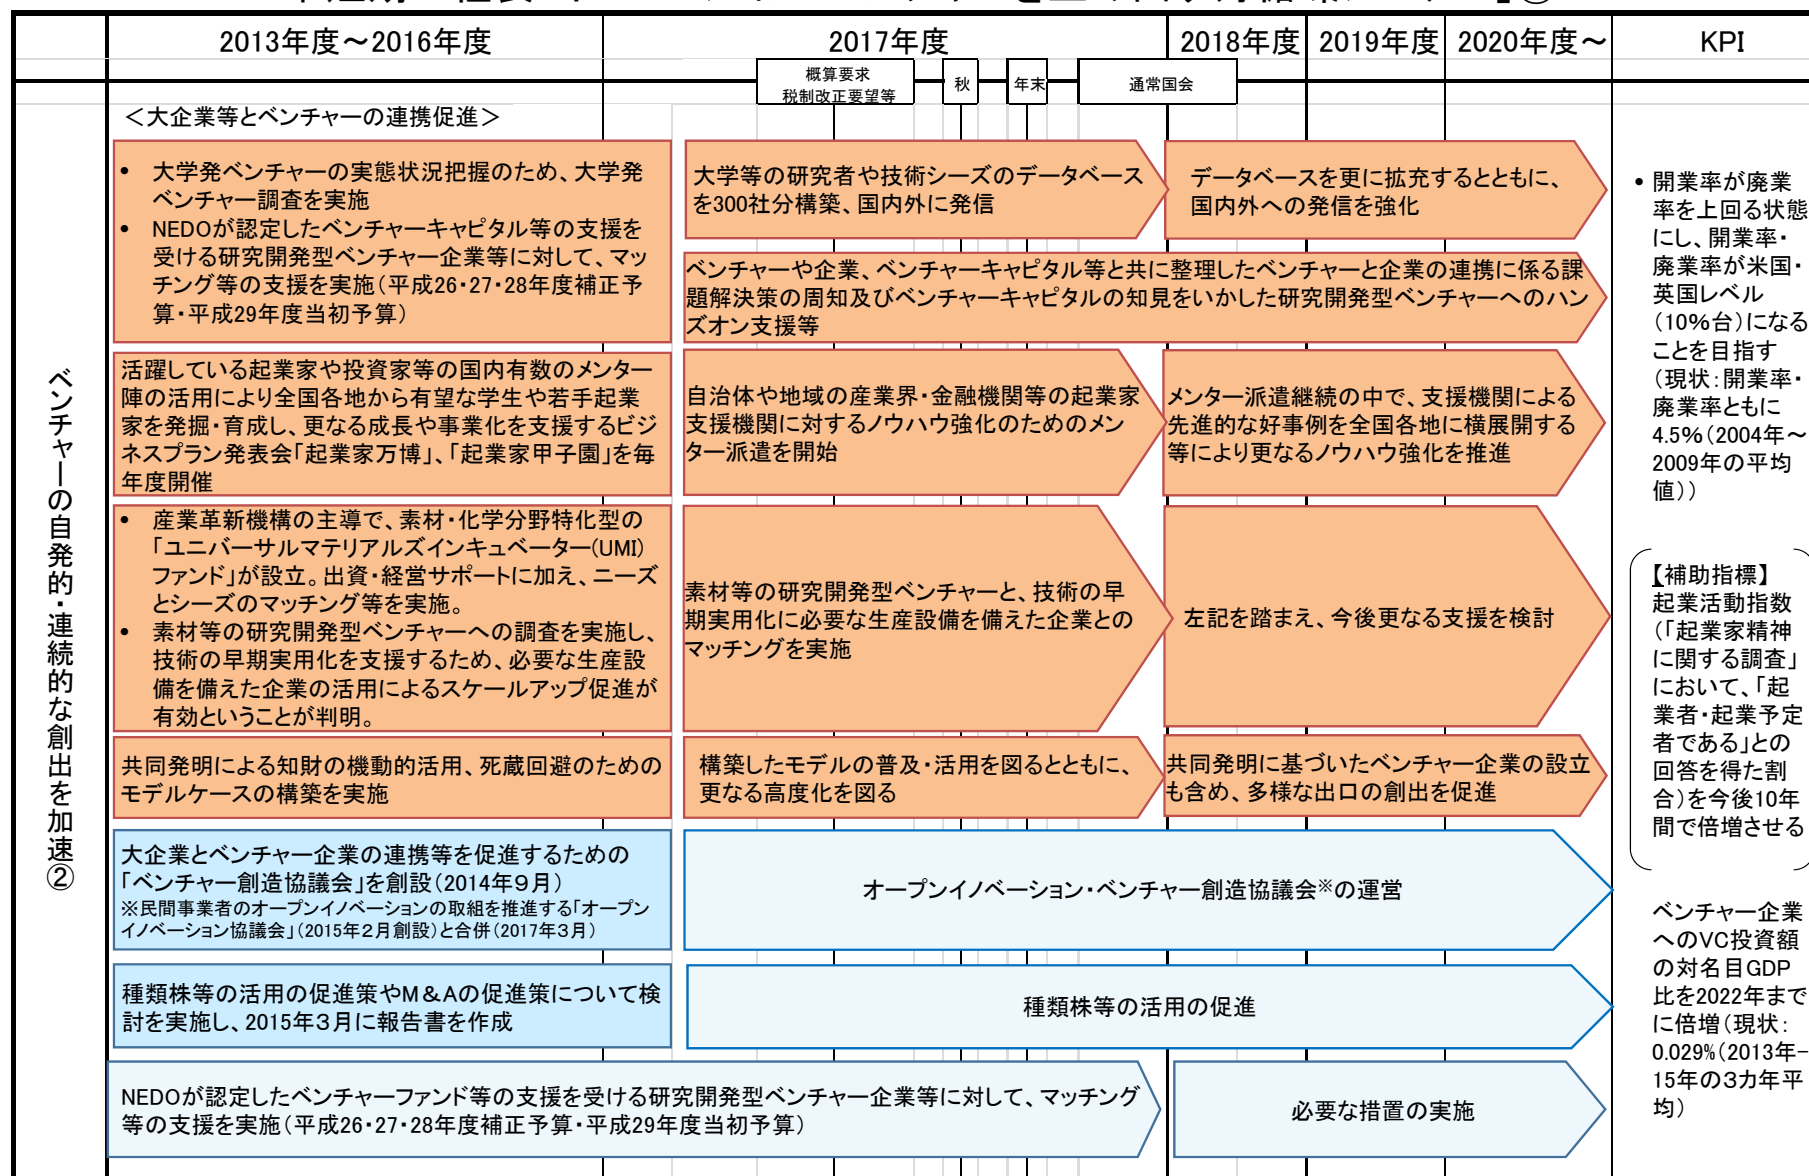 2013年度～2016年度
2017年度
2018年度
2019年度
2020年度～
KPI
概算要求
税制改正要望等
秋
年末
通常国会
ベンチャーの自発的・連続的な創出を加速②
＜大企業等とベンチャーの連携促進＞
• 大学発ベンチャーの実態状況把握のため、大学発
ベンチャー調査を実施
• NEDOが認定したベンチャーキャピタル等の支援を
受ける研究開発型ベンチャー企業等に対して、マッ
チング等の支援を実施（平成26・27・28年度補正予
算・平成29年度当初予算）
大学等の研究者や技術シーズのデータベース
を300社分構築、国内外に発信
データベースを更に拡充するとともに、
国内外への発信を強化
ベンチャーや企業、ベンチャーキャピタル等と共に整理したベンチャーと企業の連携に係る課
題解決策の周知及びベンチャーキャピタルの知見をいかした研究開発型ベンチャーへのハン
ズオン支援等
活躍している起業家や投資家等の国内有数のメンター
陣の活用により全国各地から有望な学生や若手起業
家を発掘・育成し、更なる成長や事業化を支援するビジ
ネスプラン発表会「起業家万博」、「起業家甲子園」を毎
年度開催
自治体や地域の産業界・金融機関等の起業家
支援機関に対するノウハウ強化のためのメン
ター派遣を開始
メンター派遣継続の中で、支援機関による
先進的な好事例を全国各地に横展開する
等により更なるノウハウ強化を推進
• 産業革新機構の主導で、素材・化学分野特化型の
「ユニバーサルマテリアルズインキュベーター(UMI)
ファンド」が設立。出資・経営サポートに加え、ニーズ
とシーズのマッチング等を実施。
• 素材等の研究開発型ベンチャーへの調査を実施し、
技術の早期実用化を支援するため、必要な生産設
備を備えた企業の活用によるスケールアップ促進が
有効ということが判明。
素材等の研究開発型ベンチャーと、技術の早
期実用化に必要な生産設備を備えた企業との
マッチングを実施
左記を踏まえ、今後更なる支援を検討
共同発明による知財の機動的活用、死蔵回避のための
モデルケースの構築を実施
構築したモデルの普及・活用を図るとともに、
更なる高度化を図る
共同発明に基づいたベンチャー企業の設立
も含め、多様な出口の創出を促進
大企業とベンチャー企業の連携等を促進するための
「ベンチャー創造協議会」を創設（2014年９月）
※民間事業者のオープンイノベーションの取組を推進する「オープン
イノベーション協議会」（2015年２月創設）と合併（2017年３月）
オープンイノベーション・ベンチャー創造協議会※の運営
種類株等の活用の促進策やM＆Aの促進策について検
討を実施し、2015年３月に報告書を作成
種類株等の活用の促進
NEDOが認定したベンチャーファンド等の支援を受ける研究開発型ベンチャー企業等に対して、マッチング
等の支援を実施（平成26・27・28年度補正予算・平成29年度当初予算）
必要な措置の実施
• 開業率が廃業
率を上回る状態
にし、開業率・
廃業率が米国・
英国レベル
（10％台）になる
ことを目指す
（現状：開業率・
廃業率ともに
4.5％（2004年～
2009年の平均
値））
【補助指標】
起業活動指数
（「起業家精神
に関する調査」
において、「起
業者・起業予定
者である」との
回答を得た割
合）を今後10年
間で倍増させる
ベンチャー企業
へのVC投資額
の対名目GDP
比を2022年まで
に倍増（現状：
0.029%（2013年-
15年の３カ年平
均）